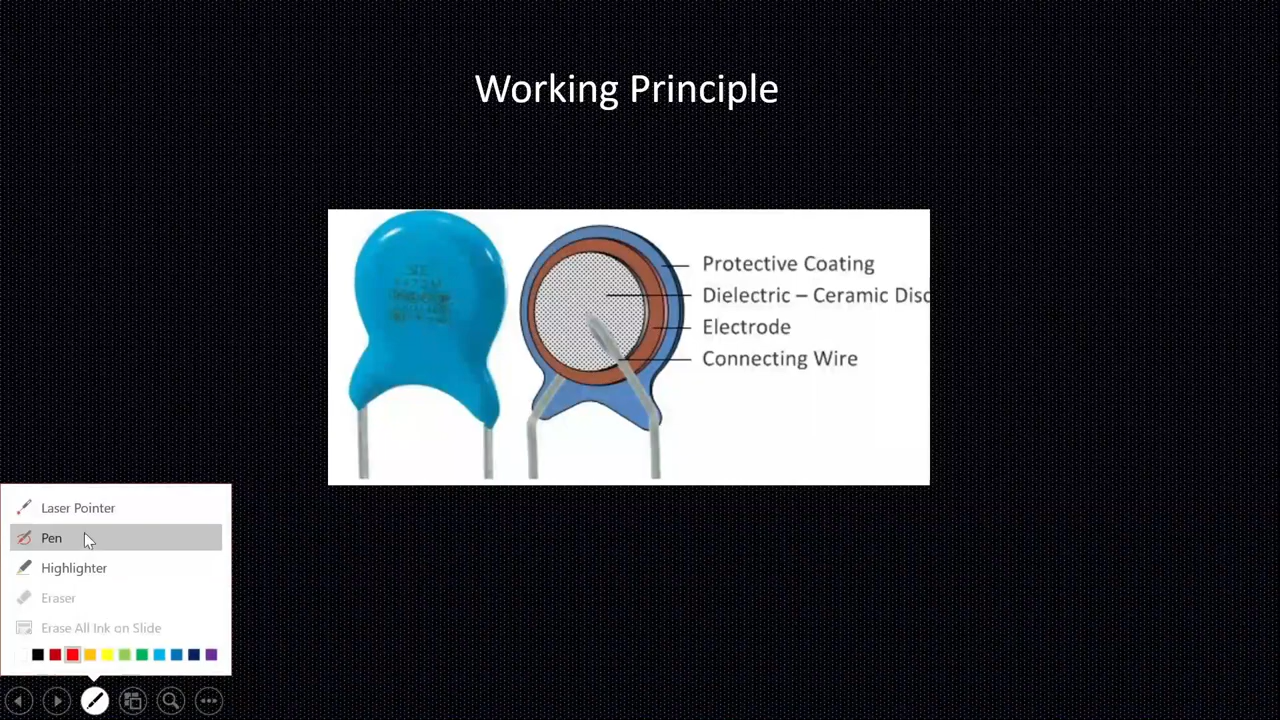 Working Principle
Protective Coating
Dielectric – Ceramic Disc
Electrode
Connecting Wire
Laser Pointer
Pen
Highlighter
Eraser
Erase All Ink on Slide